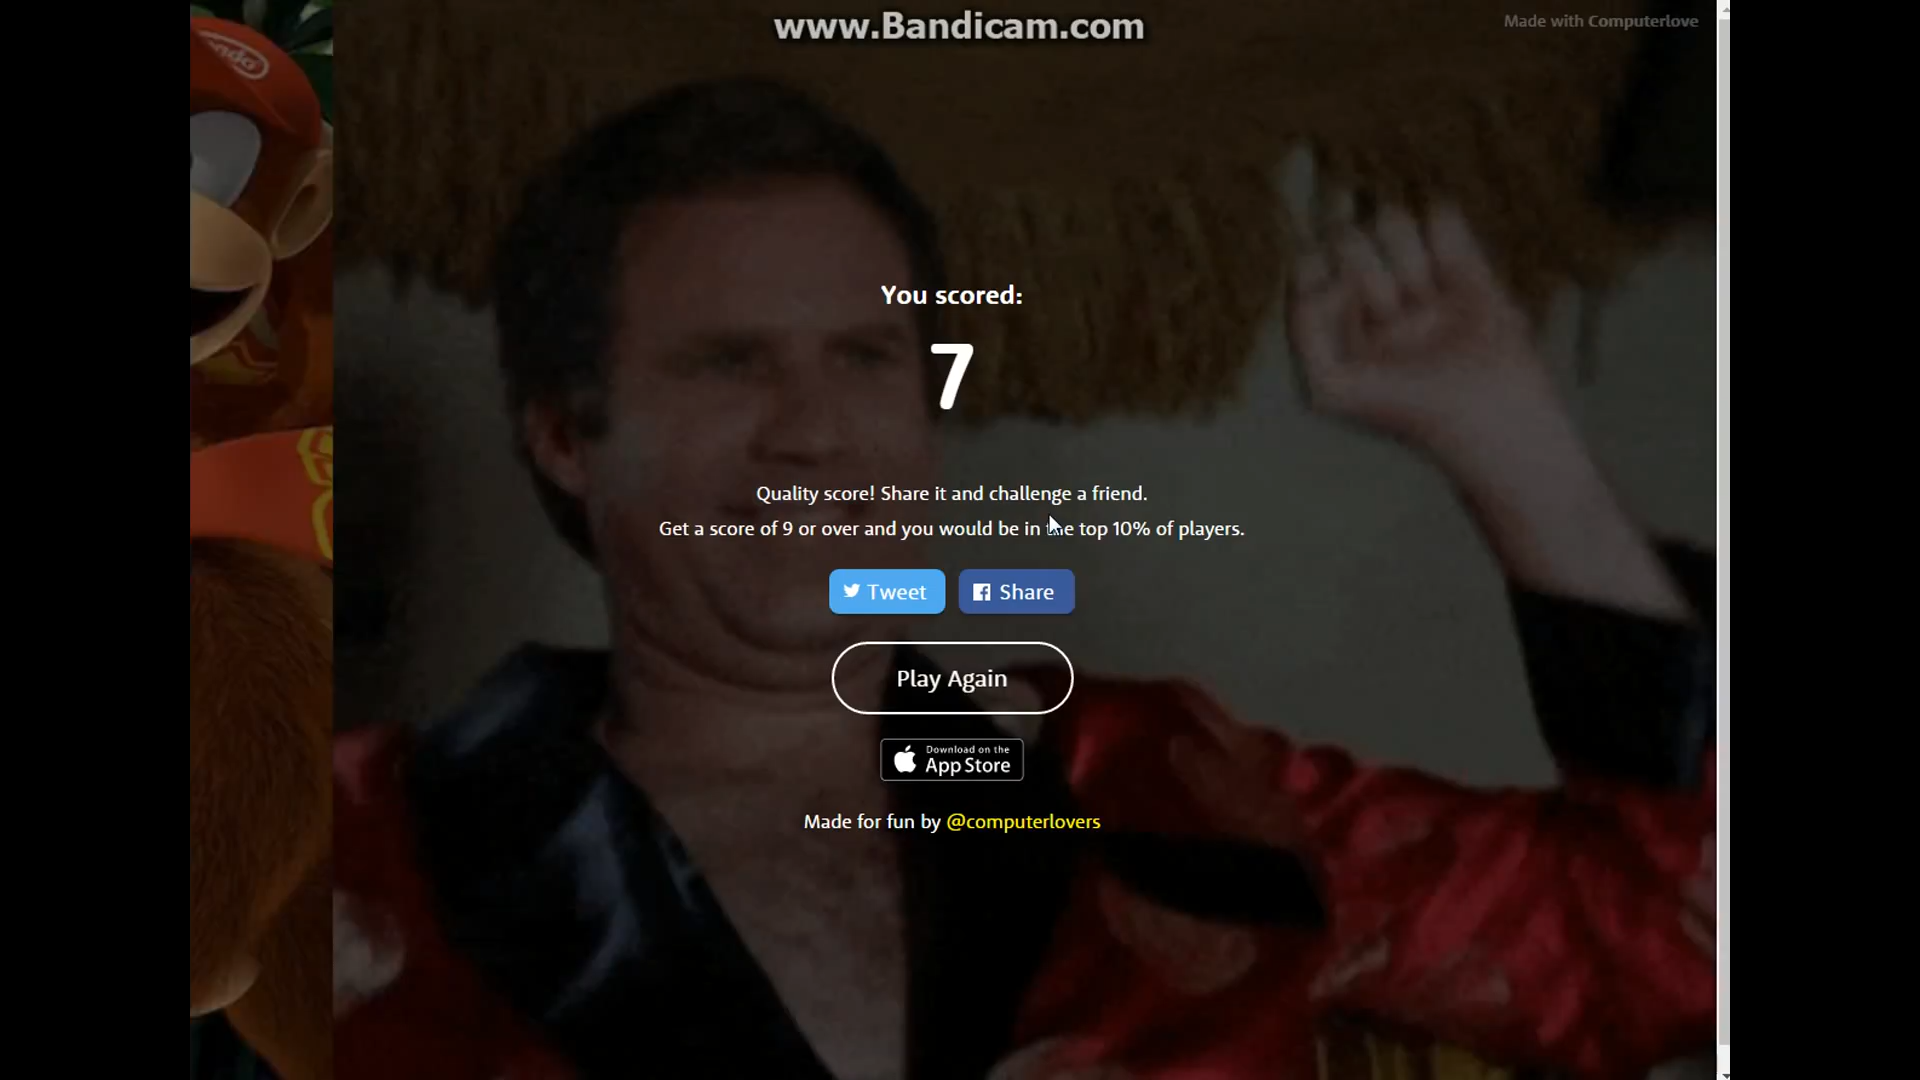 www.Bandicam.com
Made with Computerlove
You scored:
7
Quality score! Share it and challenge a friend.
Get a score of 9 or over and you would be in the top 10% of players.
Tweet
Share
Play Again
Download on the
App Store
Made for fun by @computerlovers